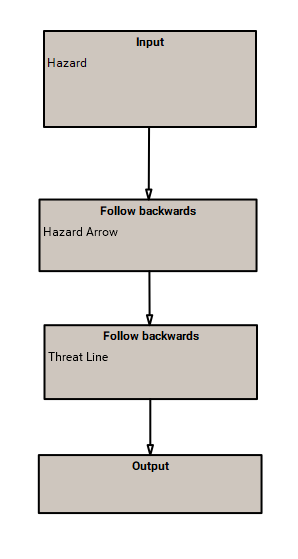 Input
Hazard
Follow backwards
Hazard Arrow
Follow backwards
Threat Line
Output